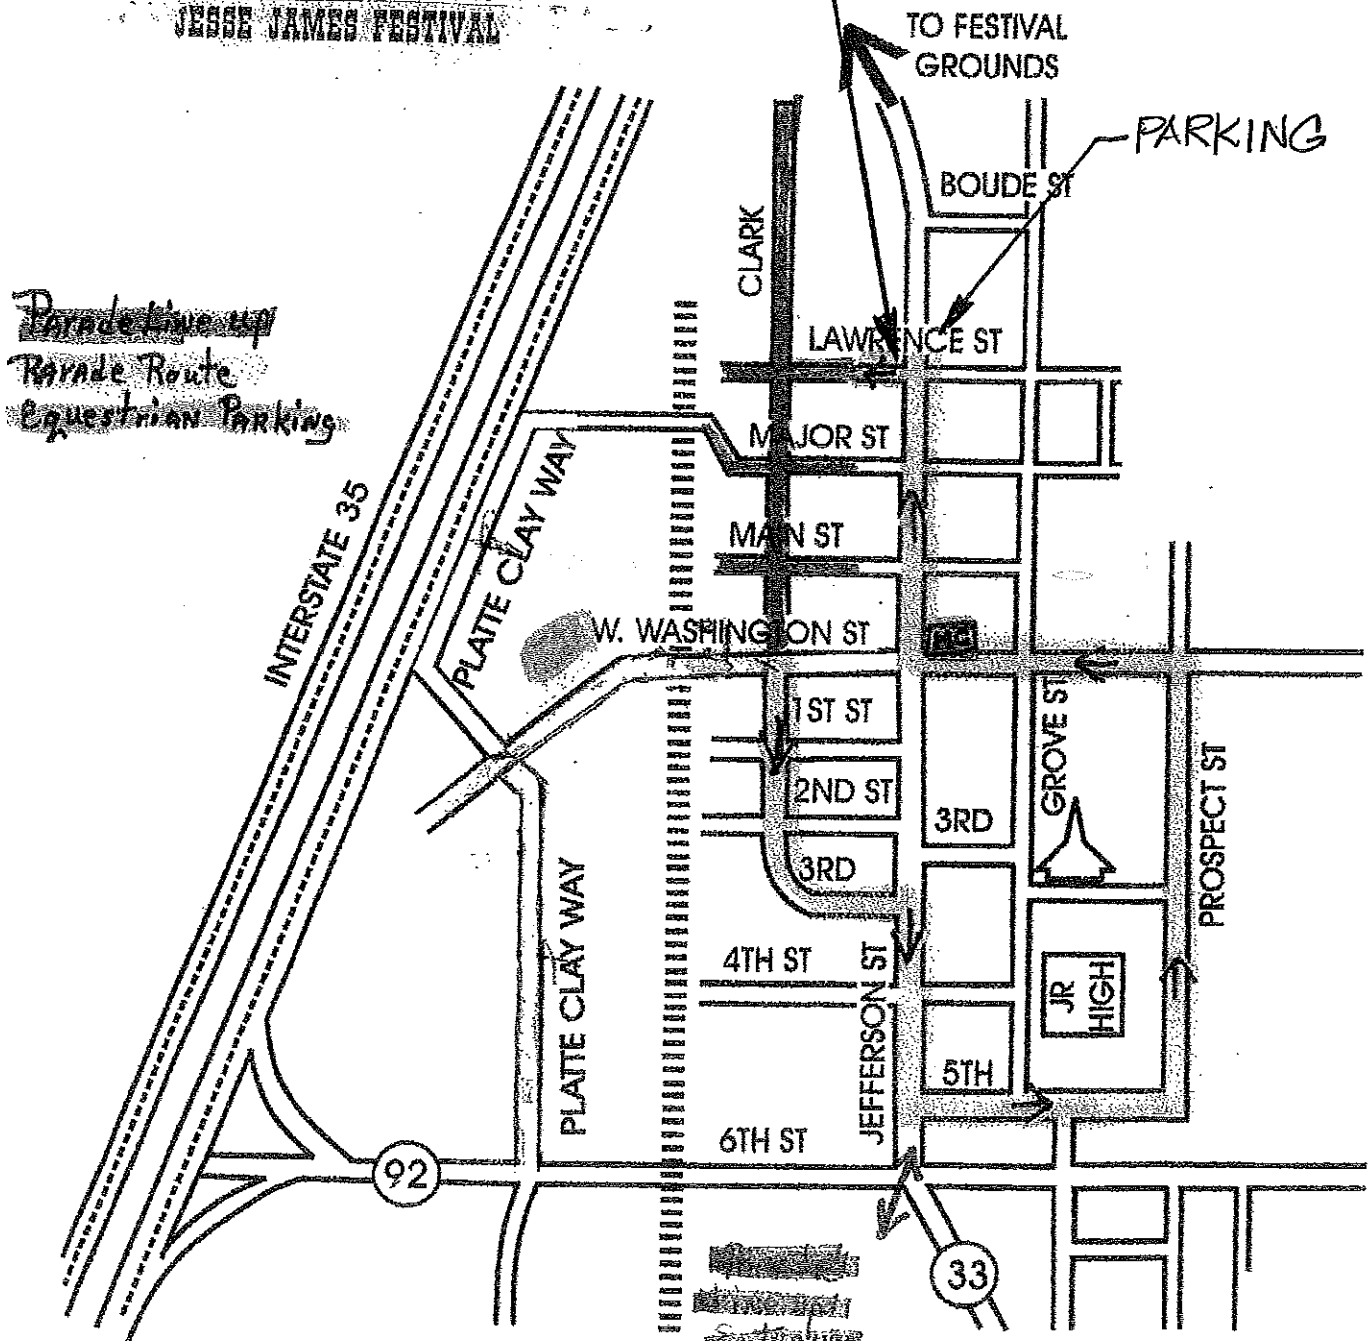 JESSE JAMES FESTIVAL
TO FESTIVAL
GROUNDS
PARKING
BOUDE ST
CLARK
Parade Line up
Parade Route
Equestrian Parking
LAWRENCE ST
MAJOR ST
PLATTE CLAY WAY
INTERSTATE 35
MAIN ST
W. WASHINGTON ST
1ST ST
GROVE ST
2ND ST
3RD
PROSPECT ST
3RD
4TH ST
JEFFERSON ST
JR
HIGH
PLATTE CLAY WAY
5TH
6TH ST
92
33